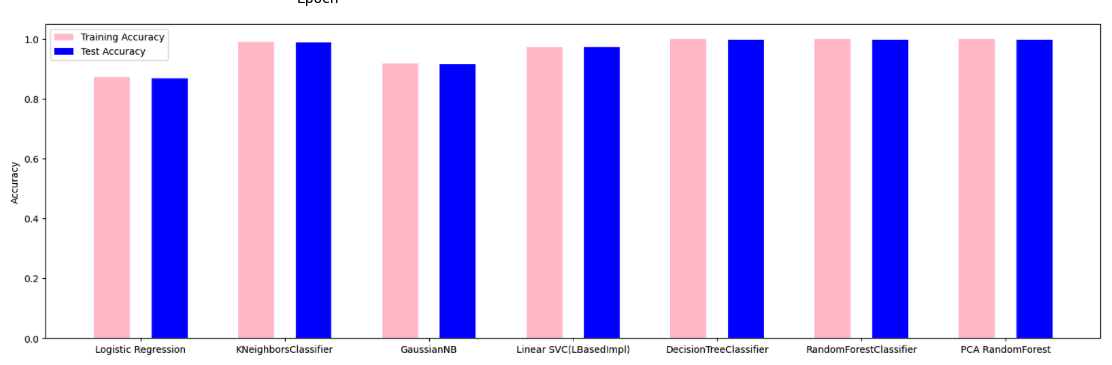 Epoch
Training Accuracy
Test Accuracy
1.0
0.8
0.6
0.4
0.2
0.0
Accuracy
Logistic Regression KNeighborsClassifier GaussianNB Linear SVC(LBasedImpl) DecisionTreeClassifier RandomForestClassifier PCA RandomForest